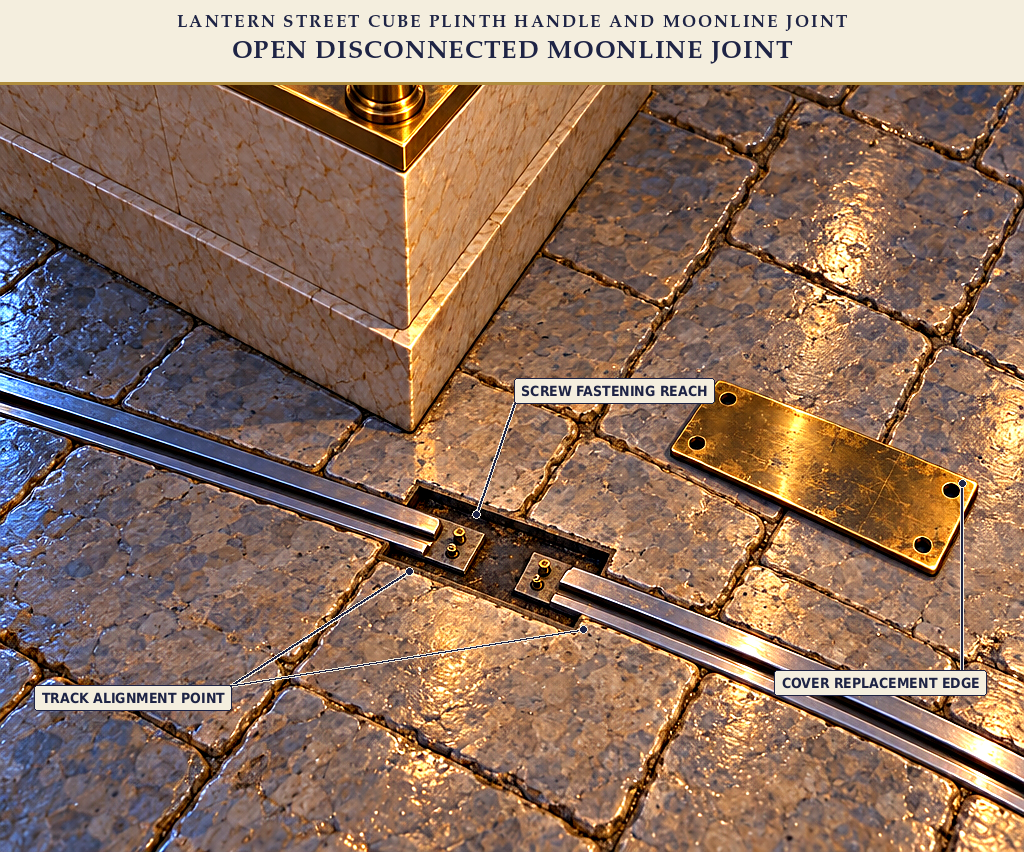 LANTERN STREET CUBE PLINTH HANDLE AND MOONLINE JOINT
OPEN DISCONNECTED MOONLINE JOINT
SCREW FASTENING REACH
COVER REPLACEMENT EDGE
TRACK ALIGNMENT POINT